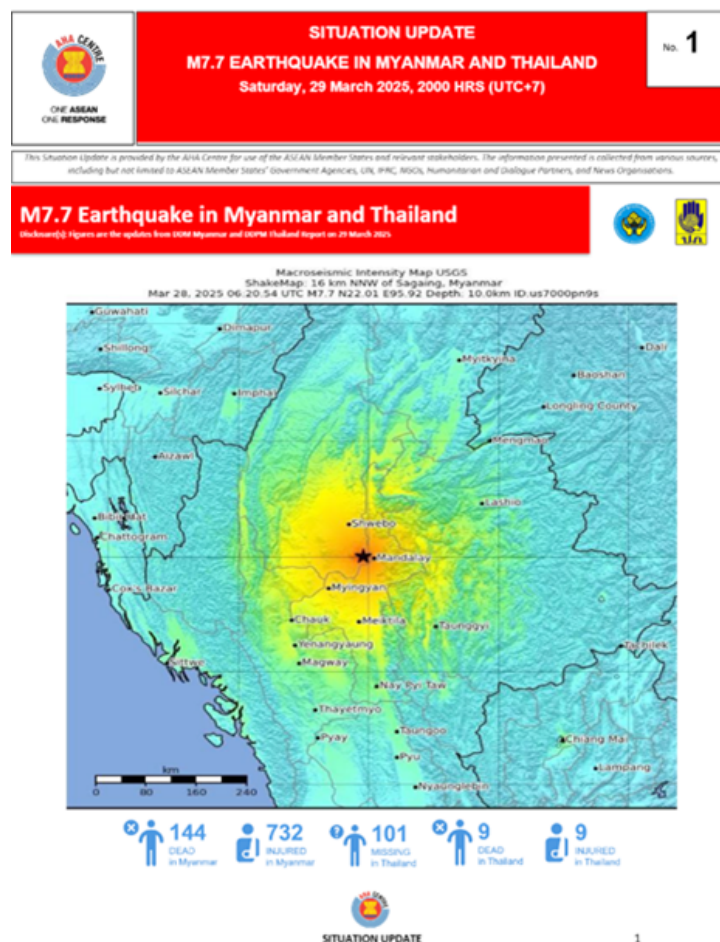 AHA CENTRE
ONE ASEAN
ONE RESPONSE
SITUATION UPDATE
M7.7 EARTHQUAKE IN MYANMAR AND THAILAND
Saturday, 29 March 2025, 2000 HRS (UTC+7)
No. 1
This Situation Update is provided by the AHA Centre for use of the ASEAN Member States and relevant stakeholders. The information presented is collected from various sources,
including but not limited to ASEAN Member States' Government Agencies, UN, IFRC, NGOs, Humanitarian and Dialogue Partners, and News Organisations.
M7.7 Earthquake in Myanmar and Thailand
Disclosure(s): Figures are the updates from DDM Myanmar and DDPM Thailand Report on 29 March 2025
ปภ.
Macroseismic Intensity Map USGS
ShakeMap: 16 km NNW of Sagaing, Myanmar
Mar 28, 2025 06:20:54 UTC M7.7 N22.01 E95.92 Depth: 10.0km ID:us7000pn9s
Guwahati
Dimapur
Shillong
Dali
Myitkyina
Baoshan
Sylhet
Silchar
Imphal
Longling County
Mengmao
Aizawl
Lashio
Bibir Hat
Shwebo
Chattogram
Mandalay
Cox's Bazar
Myingyan
Chauk
Meiktila
Taunggyi
Yenangyaung
Tachilek
Sittwe
Magway
Nay Pyi Taw
Thayetmyo
Taungoo
Pyay
Chiang Mai
Pyu
Lampang
Nyaunglebin
km
0 80 160 240
144
DEAD
in Myanmar
732
INJURED
in Myanmar
101
MISSING
in Thailand
9
DEAD
in Thailand
9
INJURED
in Thailand
AHA CENTRE
SITUATION UPDATE
1